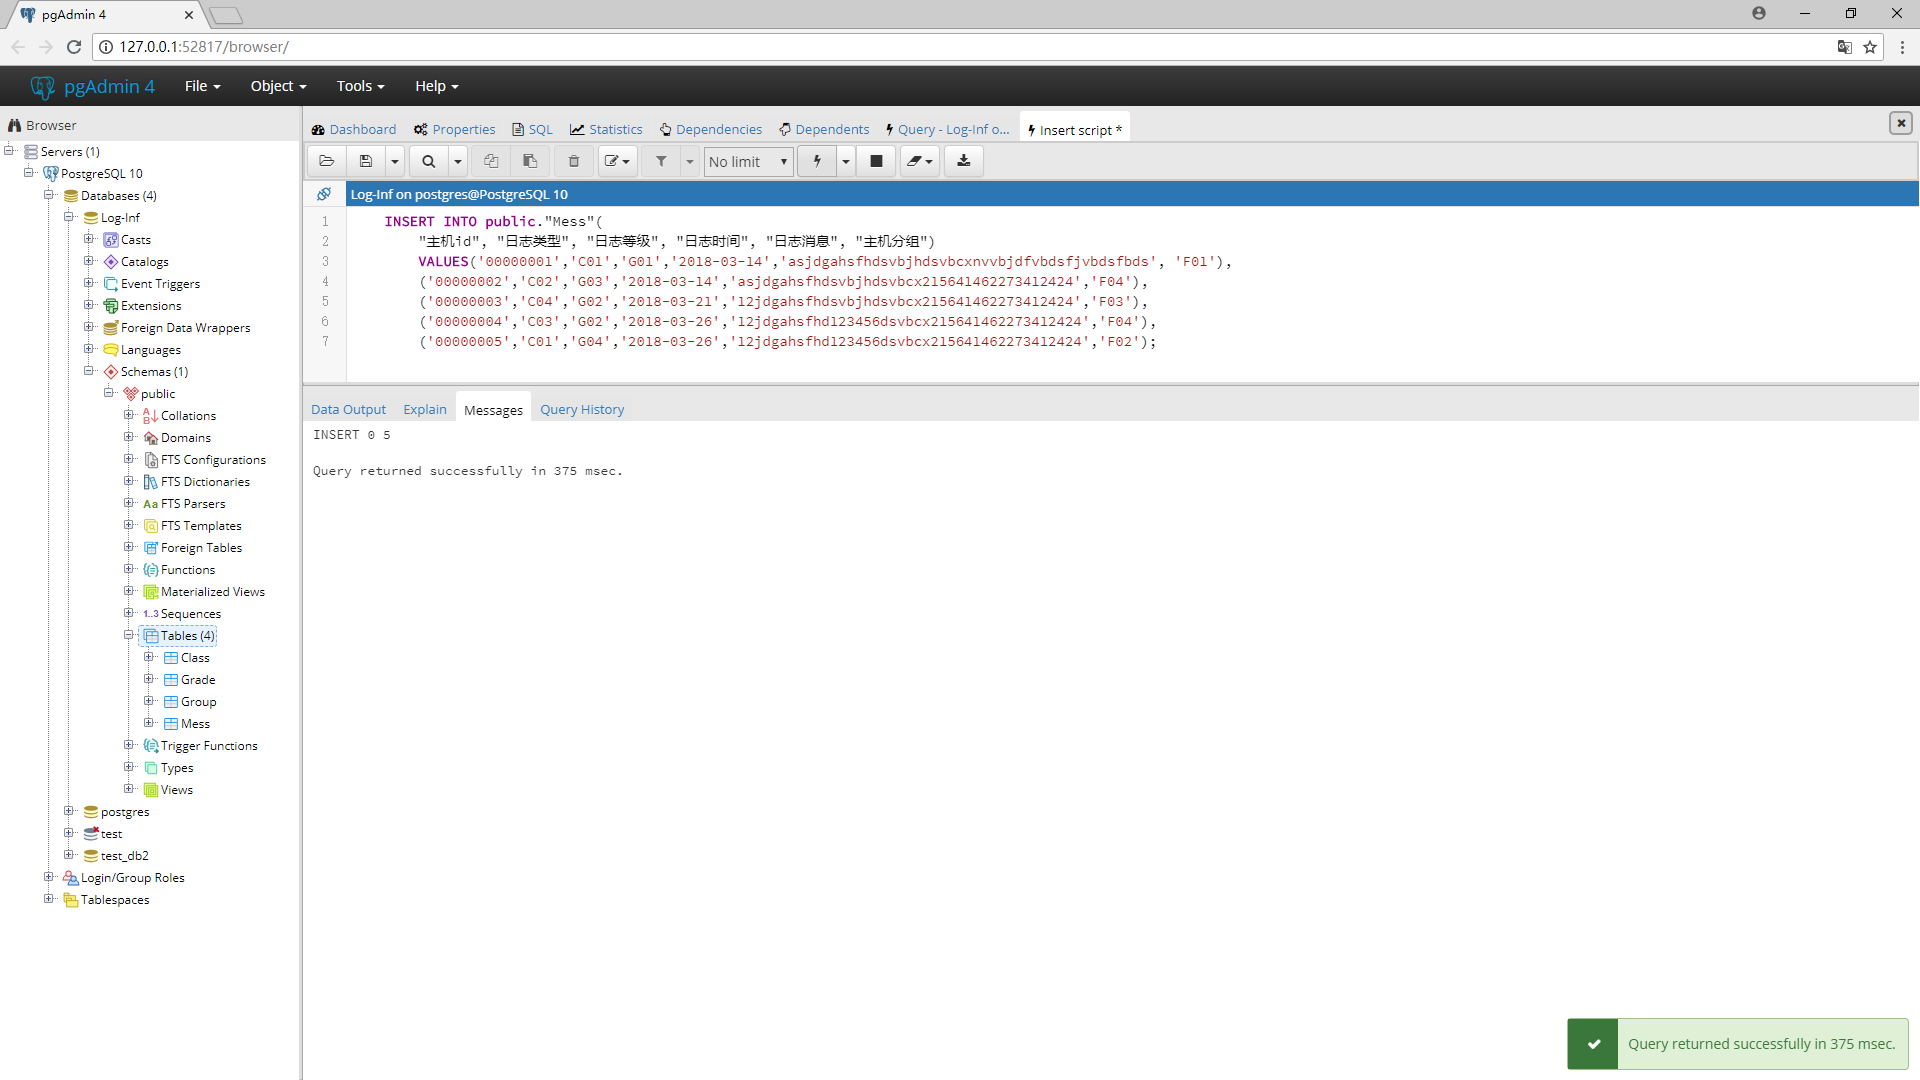 pgAdmin 4
127.0.0.1:52817/browser/
pgAdmin 4 File Object Tools Help
Browser
Servers (1)
PostgreSQL 10
Databases (4)
Log-Inf
Casts
Catalogs
Event Triggers
Extensions
Foreign Data Wrappers
Languages
Schemas (1)
public
Collations
Domains
FTS Configurations
FTS Dictionaries
Aa FTS Parsers
FTS Templates
Foreign Tables
Functions
Materialized Views
1..3 Sequences
Tables (4)
Class
Grade
Group
Mess
Trigger Functions
Types
Views
postgres
test
test_db2
Login/Group Roles
Tablespaces
Dashboard Properties SQL Statistics Dependencies Dependents Query - Log-Inf o... Insert script *
No limit
Log-Inf on postgres@PostgreSQL 10
1 INSERT INTO public."Mess"(
2 "主机id", "日志类型", "日志等级", "日志时间", "日志消息", "主机分组")
3 VALUES('00000001','C01','G01','2018-03-14','asjdgahsfhdsvbjhdsvbcxnvvbjdfvbdsfjvbdsfbds', 'F01'),
4 ('00000002','C02','G03','2018-03-14','asjdgahsfhdsvbjhdsvbcx215641462273412424','F04'),
5 ('00000003','C04','G02','2018-03-21','12jdgahsfhdsvbjhdsvbcx215641462273412424','F03'),
6 ('00000004','C03','G02','2018-03-26','12jdgahsfhd123456dsvbcx215641462273412424','F04'),
7 ('00000005','C01','G04','2018-03-26','12jdgahsfhd123456dsvbcx215641462273412424','F02');
Data Output Explain Messages Query History
INSERT 0 5
Query returned successfully in 375 msec.
Query returned successfully in 375 msec.